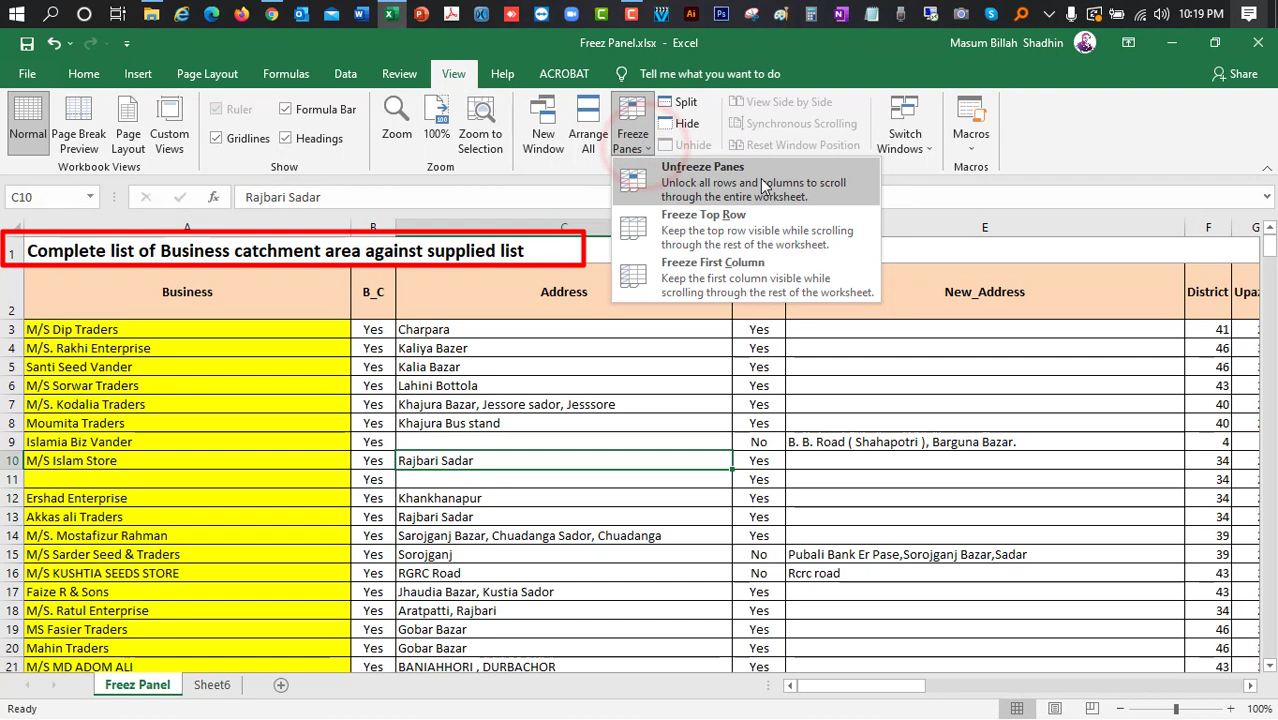 10:19 PM
Freez Panel.xlsx - Excel
Masum Billah Shadhin
File Home Insert Page Layout Formulas Data Review View Help ACROBAT Tell me what you want to do Share
Normal
Page Break Preview
Page Layout
Custom Views
Ruler
Formula Bar
Gridlines
Headings
Zoom
100%
Zoom to Selection
New Window
Arrange All
Freeze Panes
Split
Hide
Unhide
View Side by Side
Synchronous Scrolling
Reset Window Position
Switch Windows
Macros
Workbook Views Show Zoom Macros
Unfreeze Panes
Unlock all rows and columns to scroll
through the entire worksheet.
Freeze Top Row
Keep the top row visible while scrolling
through the rest of the worksheet.
Freeze First Column
Keep the first column visible while
scrolling through the rest of the worksheet.
C10 fx Rajbari Sadar
A B C E F G
1 Complete list of Business catchment area against supplied list
2 Business B_C Address New_Address District Upaz
3 M/S Dip Traders Yes Charpara Yes 41
4 M/S. Rakhi Enterprise Yes Kaliya Bazer Yes 46
5 Santi Seed Vander Yes Kalia Bazar Yes 46
6 M/S Sorwar Traders Yes Lahini Bottola Yes 43
7 M/S. Kodalia Traders Yes Khajura Bazar, Jessore sador, Jesssore Yes 40
8 Moumita Traders Yes Khajura Bus stand Yes 40
9 Islamia Biz Vander Yes No B. B. Road ( Shahapotri ), Barguna Bazar. 4
10 M/S Islam Store Yes Rajbari Sadar Yes 34
11 Yes Yes 34
12 Ershad Enterprise Yes Khankhanapur Yes 34
13 Akkas ali Traders Yes Rajbari Sadar Yes 34
14 M/S. Mostafizur Rahman Yes Sarojganj Bazar, Chuadanga Sador, Chuadanga Yes 39
15 M/S Sarder Seed & Traders Yes Sorojganj No Pubali Bank Er Pase,Sorojganj Bazar,Sadar 39
16 M/S KUSHTIA SEEDS STORE Yes RGRC Road No Rcrc road 43
17 Faize R & Sons Yes Jhaudia Bazar, Kustia Sador Yes 43
18 M/S. Ratul Enterprise Yes Aratpatti, Rajbari Yes 34
19 MS Fasier Traders Yes Gobar Bazar Yes 46
20 Mahin Traders Yes Gobar Bazar Yes 46
21 M/S MD ADOM ALI Yes BANIAHHORI , DURBACHOR Yes 43
Freez Panel Sheet6
100%